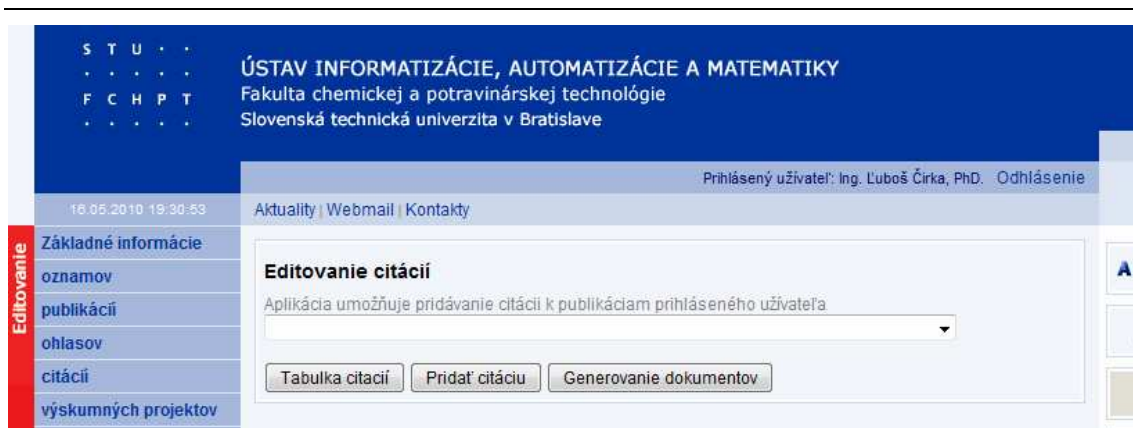 S T U · ·
· · · · ·
F C H P T
· · · · ·
ÚSTAV INFORMATIZÁCIE, AUTOMATIZÁCIE A MATEMATIKY
Fakulta chemickej a potravinárskej technológie
Slovenská technická univerzita v Bratislave
Prihlásený užívateľ: Ing. Ľuboš Čirka, PhD. Odhlásenie
16.05.2010 19:30:53
Aktuality | Webmail | Kontakty
Editovanie
Základné informácie
oznamov
publikácií
ohlasov
citácií
výskumných projektov
Editovanie citácií
Aplikácia umožňuje pridávanie citácii k publikáciam prihláseného užívateľa
Tabulka citacií Pridať citáciu Generovanie dokumentov
A